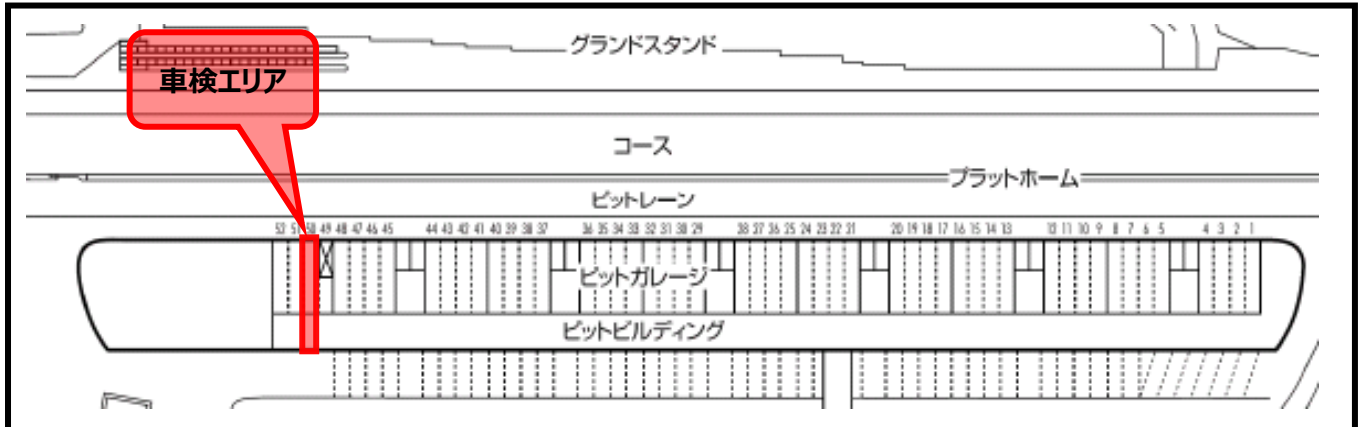 グランドスタンド
車検エリア
コース
プラットホーム
ピットレーン
52 51 50 49 48 47 46 45 44 43 42 41 40 39 38 37 36 35 34 33 32 31 30 29 28 27 26 25 24 23 22 21 20 19 18 17 16 15 14 13 12 11 10 9 8 7 6 5 4 3 2 1
ピットガレージ
ピットビルディング